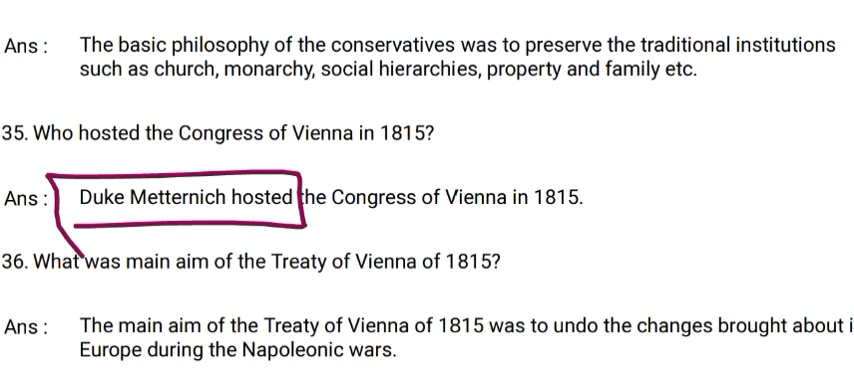 Ans : The basic philosophy of the conservatives was to preserve the traditional institutions
such as church, monarchy, social hierarchies, property and family etc.
35. Who hosted the Congress of Vienna in 1815?
Ans : Duke Metternich hosted the Congress of Vienna in 1815.
36. What was main aim of the Treaty of Vienna of 1815?
Ans : The main aim of the Treaty of Vienna of 1815 was to undo the changes brought about i
Europe during the Napoleonic wars.